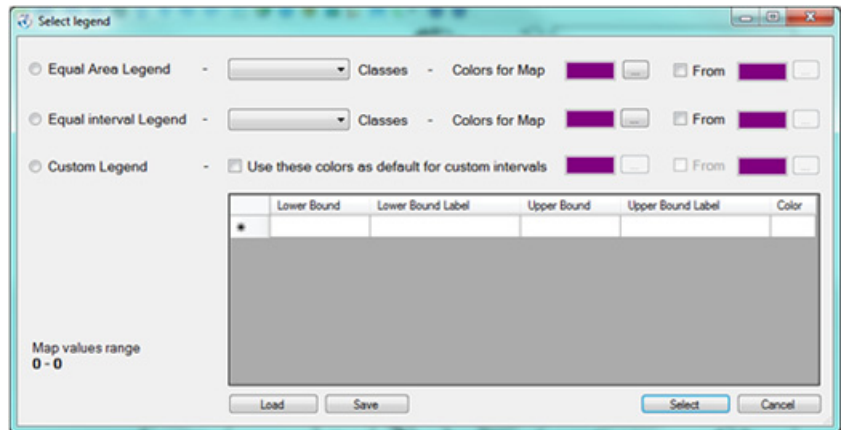 Select legend
Equal Area Legend - Classes - Colors for Map ... From ...
Equal interval Legend - Classes - Colors for Map ... From ...
Custom Legend - Use these colors as default for custom intervals ... From ...
Lower Bound Lower Bound Label Upper Bound Upper Bound Label Color
Map values range
0 - 0
Load Save Select Cancel